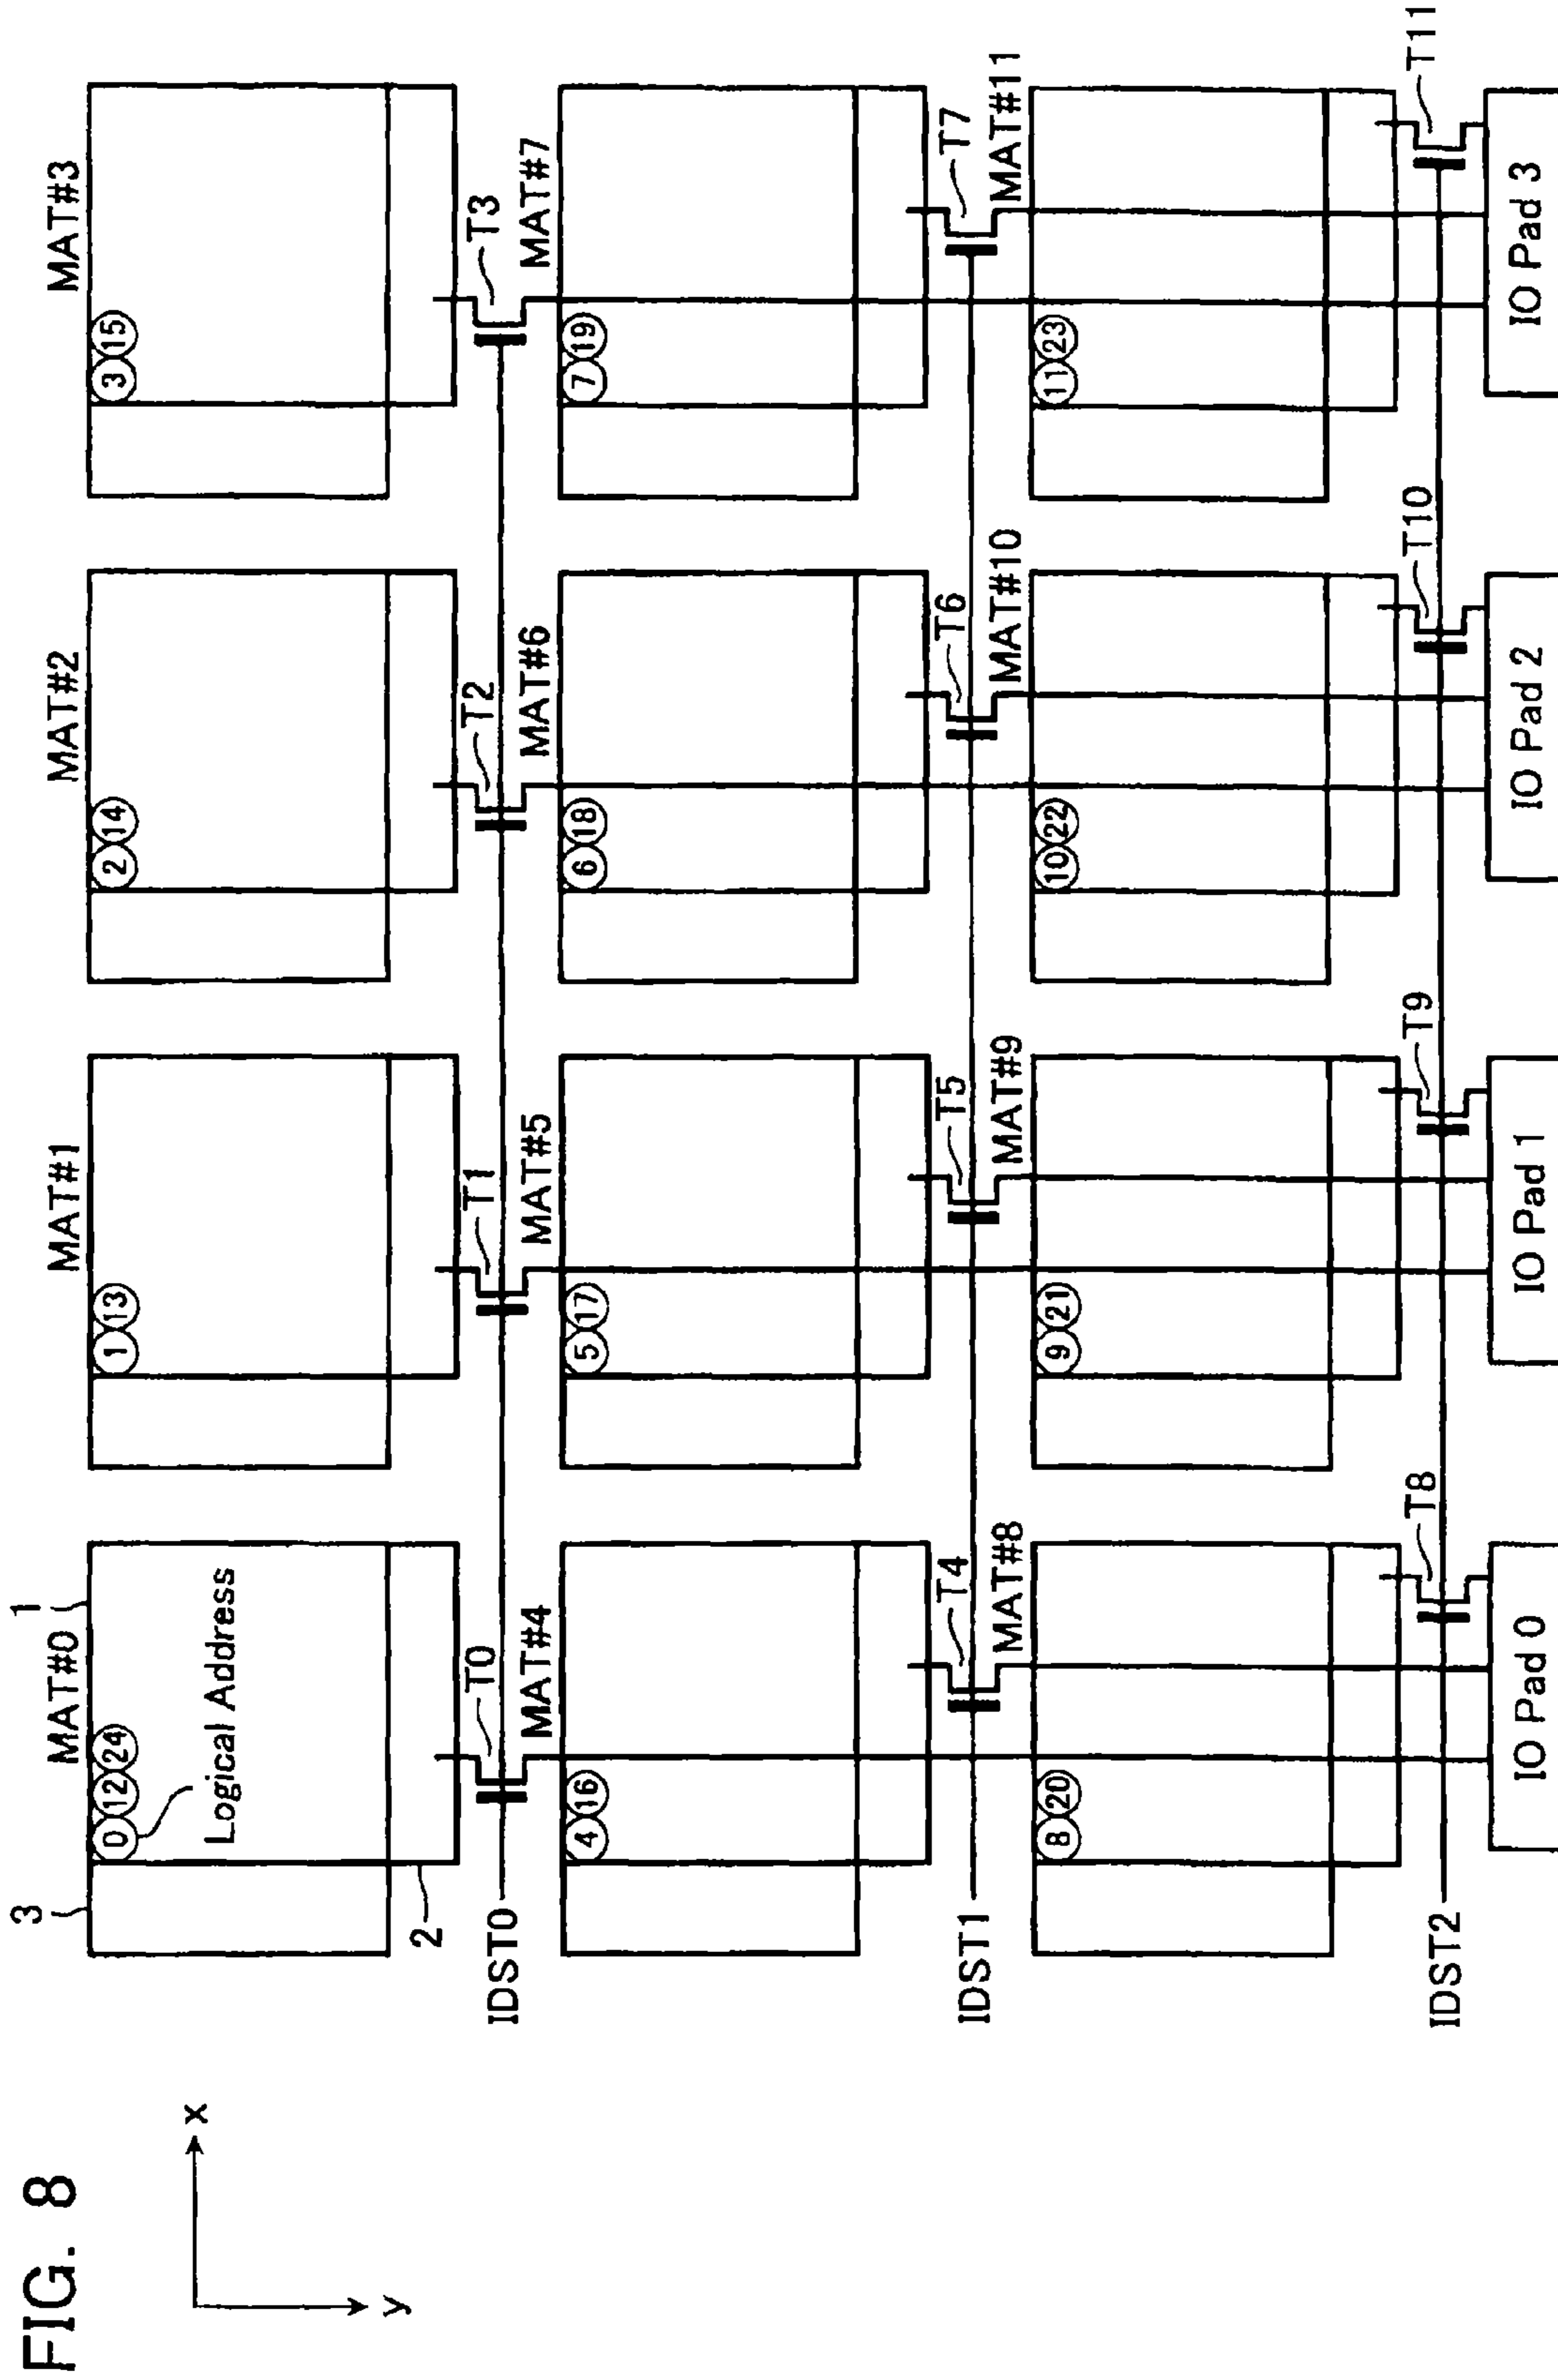 FIG. 8
x
y
3
1
MAT#0
MAT#1
MAT#2
MAT#3
0 12 24
1 13
2 14
3 15
Logical Address
2
T0
T1
T2
T3
IDST0
MAT#4
MAT#5
MAT#6
MAT#7
4 16
5 17
6 18
7 19
T4
T5
T6
T7
IDST1
MAT#8
MAT#9
MAT#10
MAT#11
8 20
9 21
10 22
11 23
T8
T9
T10
T11
IDST2
IO Pad 0
IO Pad 1
IO Pad 2
IO Pad 3